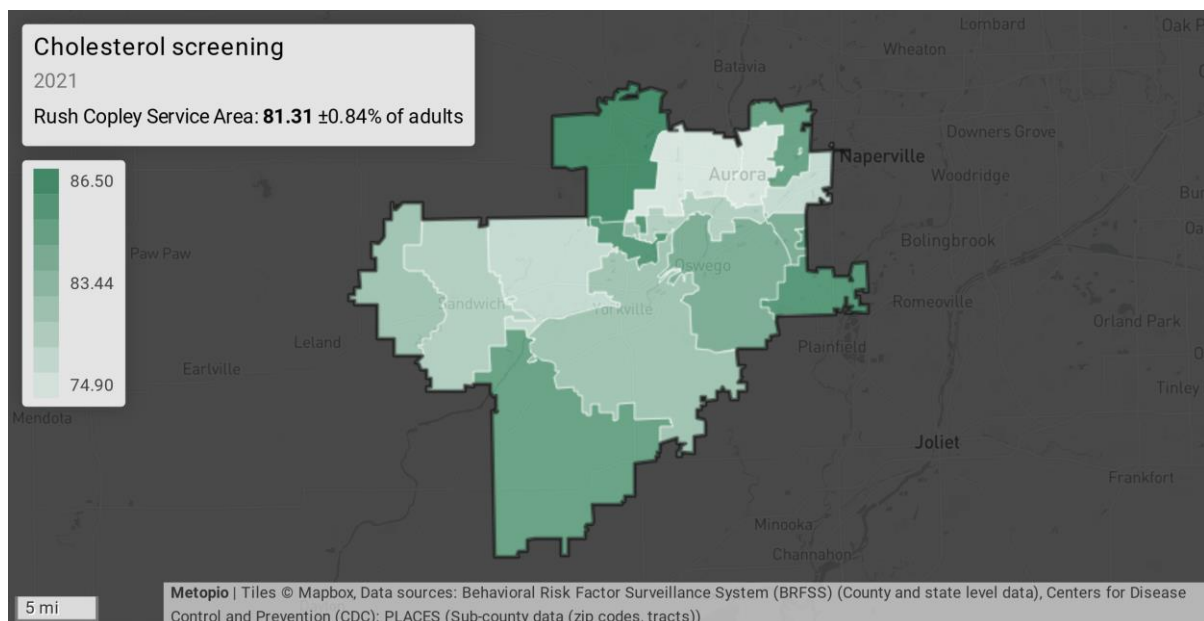 Cholesterol screening
2021
Rush Copley Service Area: 81.31 ±0.84% of adults
86.50
83.44
74.90
Lombard
Oak P
Wheaton
Batavia
Downers Grove
Naperville
Woodridge
Aurora
Bu
Bolingbrook
Paw Paw
Oswego
Romeoville
Sandwich
Yorkville
Orland Park
Leland
Plainfield
Earlville
Tinley
Mendota
Joliet
Frankfort
Minooka
Channahon
5 mi
Metopio | Tiles © Mapbox, Data sources: Behavioral Risk Factor Surveillance System (BRFSS) (County and state level data), Centers for Disease
Control and Prevention (CDC): PLACES (Sub-county data (zip codes, tracts))